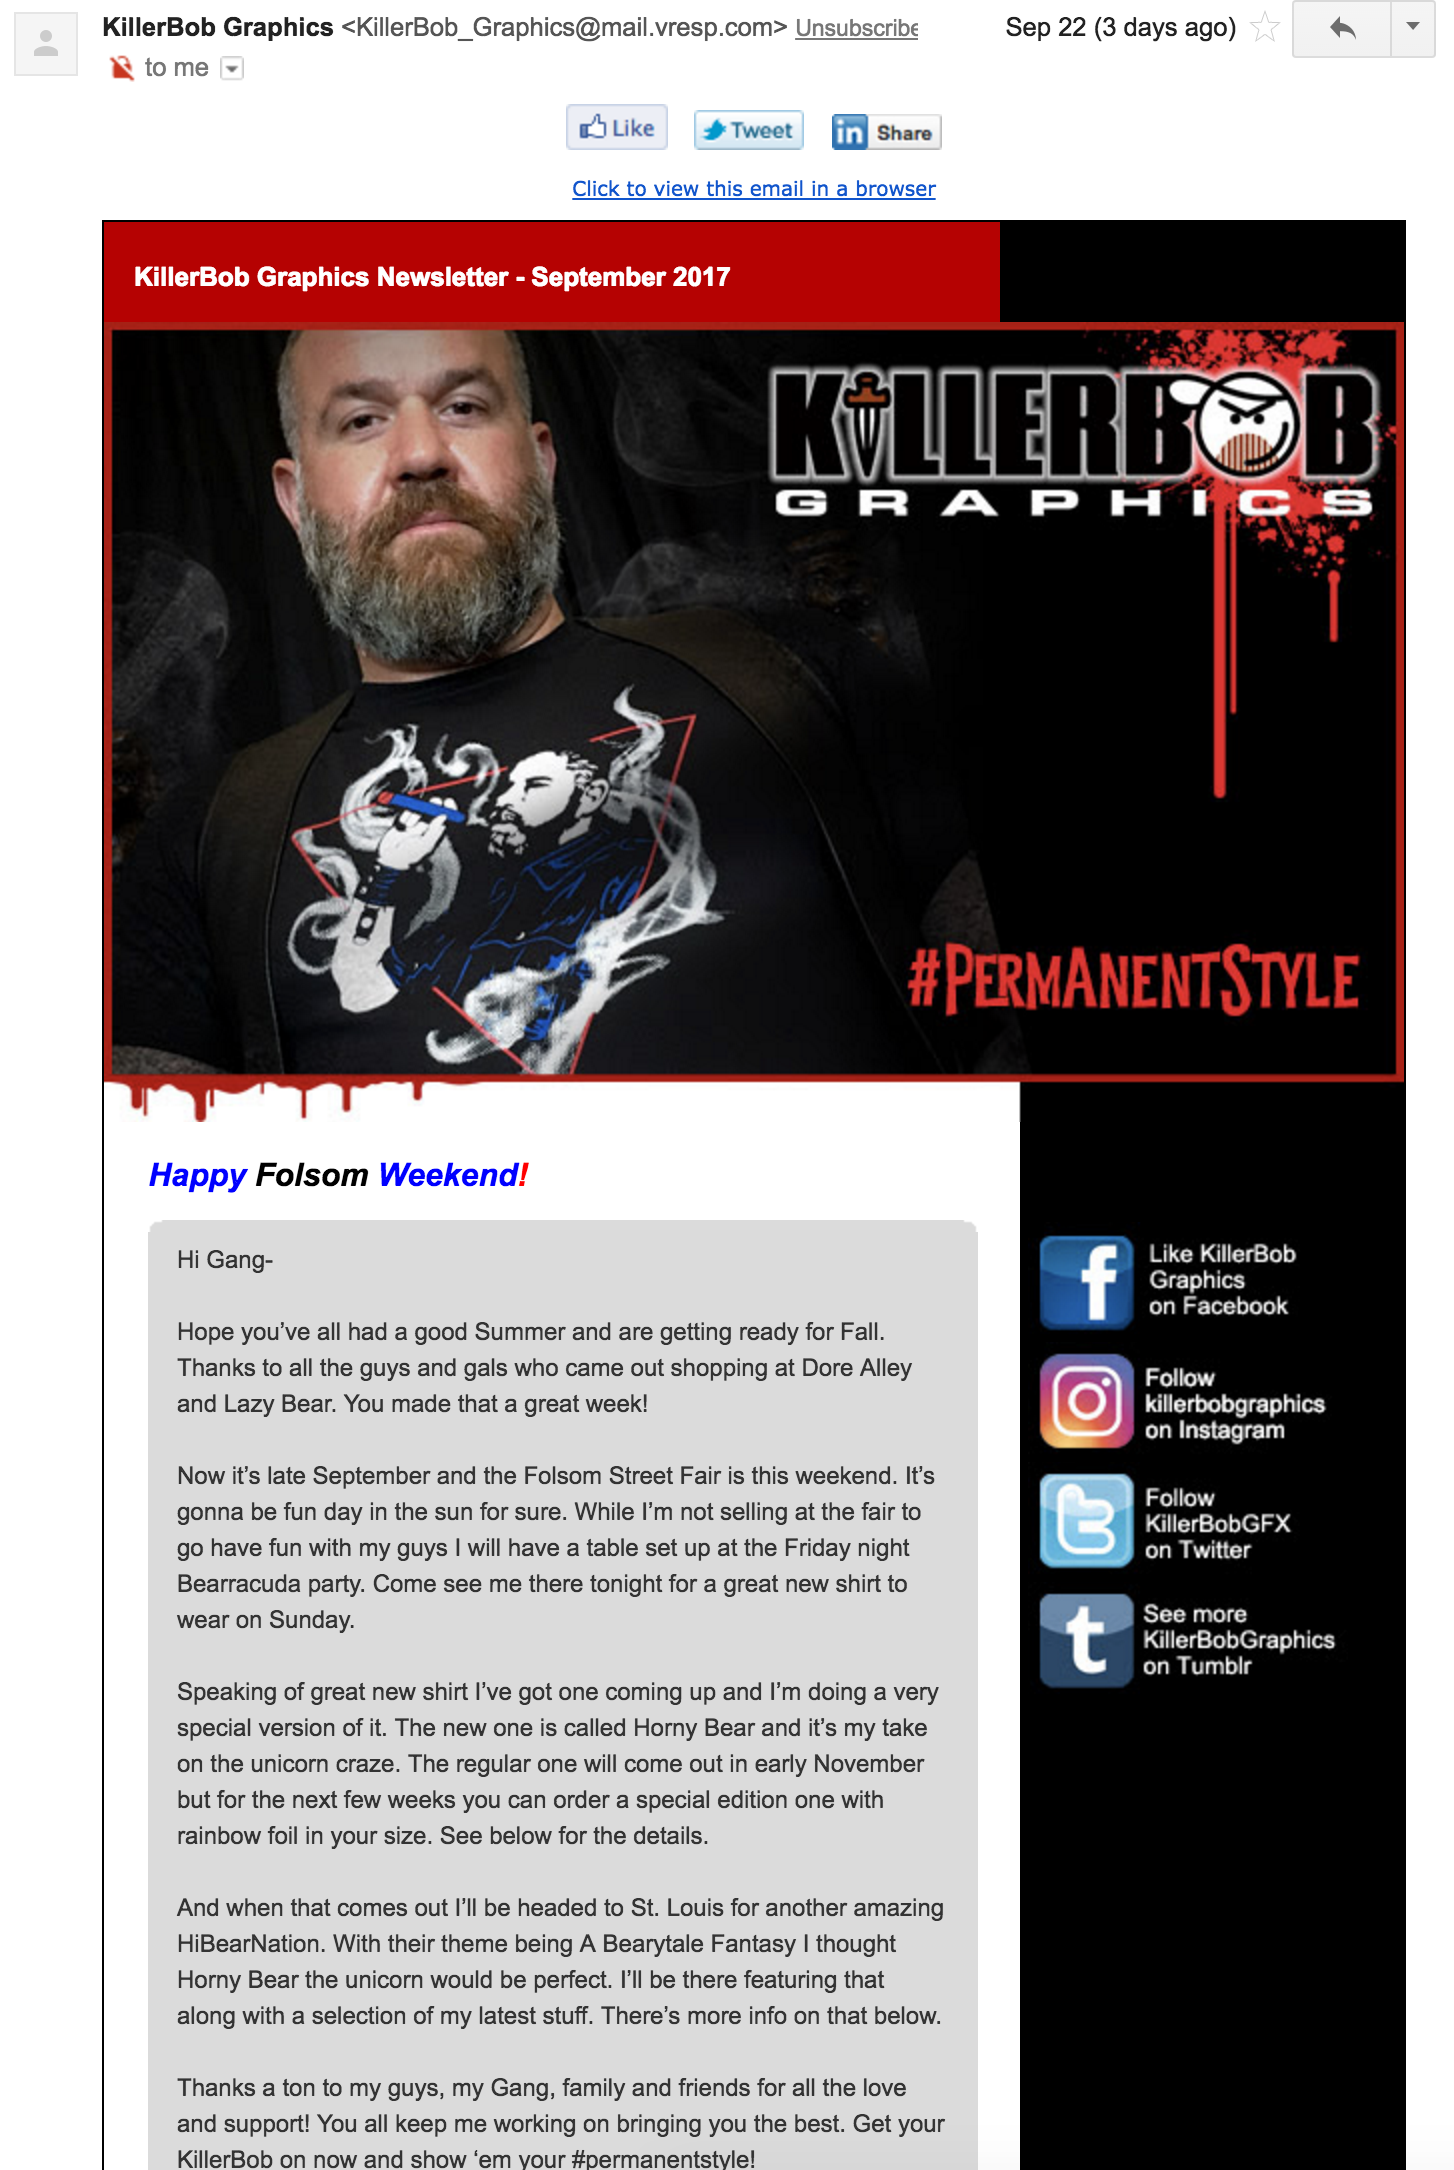 KillerBob Graphics <KillerBob_Graphics@mail.vresp.com> Unsubscribe
Sep 22 (3 days ago)
to me
Like
Tweet
in Share
Click to view this email in a browser
KillerBob Graphics Newsletter - September 2017
KiLLERBOB
GRAPHICS
#PERMANENTSTYLE
Happy Folsom Weekend!
Hi Gang-
Hope you’ve all had a good Summer and are getting ready for Fall.
Thanks to all the guys and gals who came out shopping at Dore Alley
and Lazy Bear. You made that a great week!
Now it’s late September and the Folsom Street Fair is this weekend. It’s
gonna be fun day in the sun for sure. While I’m not selling at the fair to
go have fun with my guys I will have a table set up at the Friday night
Bearracuda party. Come see me there tonight for a great new shirt to
wear on Sunday.
Speaking of great new shirt I’ve got one coming up and I’m doing a very
special version of it. The new one is called Horny Bear and it’s my take
on the unicorn craze. The regular one will come out in early November
but for the next few weeks you can order a special edition one with
rainbow foil in your size. See below for the details.
And when that comes out I’ll be headed to St. Louis for another amazing
HiBearNation. With their theme being A Bearytale Fantasy I thought
Horny Bear the unicorn would be perfect. I’ll be there featuring that
along with a selection of my latest stuff. There’s more info on that below.
Thanks a ton to my guys, my Gang, family and friends for all the love
and support! You all keep me working on bringing you the best. Get your
KillerBob on now and show ‘em your #permanentstyle!
f
Like KillerBob
Graphics
on Facebook
Follow
killerbobgraphics
on Instagram
t
Follow
KillerBobGFX
on Twitter
t
See more
KillerBobGraphics
on Tumblr